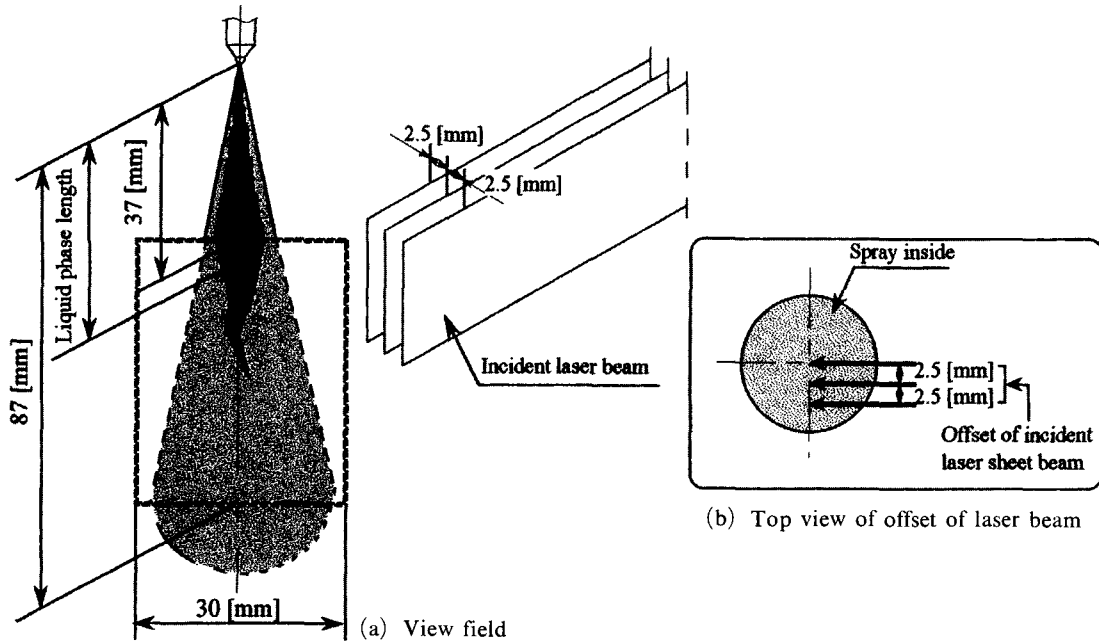 2.5 [mm]
2.5 [mm]
37 [mm]
Liquid phase length
87 [mm]
Incident laser beam
30 [mm]
(a) View field
Spray inside
2.5 [mm]
2.5 [mm]
Offset of incident
laser sheet beam
(b) Top view of offset of laser beam